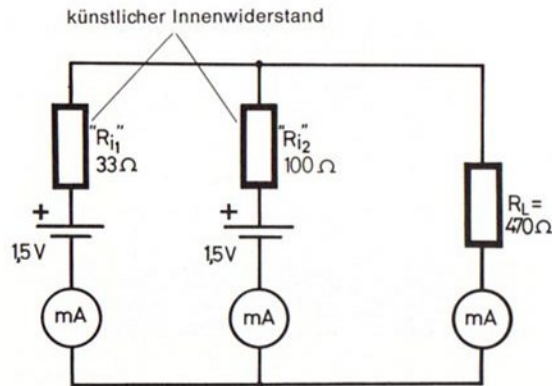 künstlicher Innenwiderstand
"Ri1"
33Ω
"Ri2"
100Ω
RL=
470Ω
+
1,5V
+
1,5V
mA
mA
mA